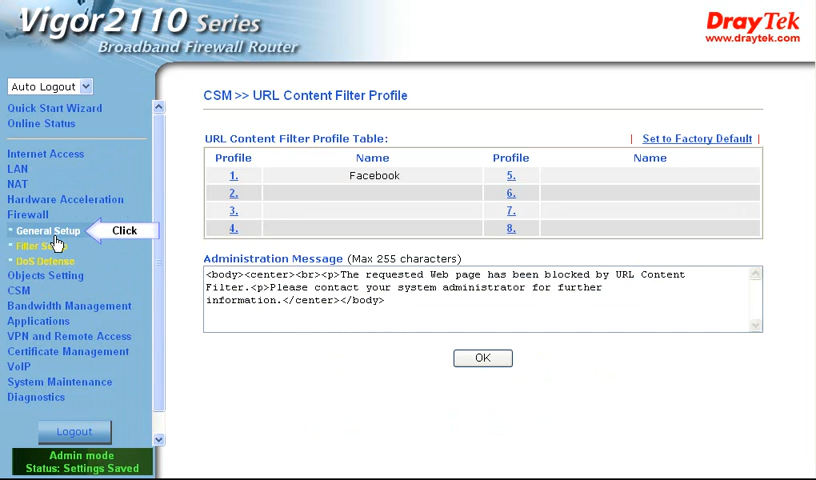 Vigor2110 Series
Broadband Firewall Router
DrayTek
www.draytek.com
Auto Logout
Quick Start Wizard
Online Status
Internet Access
LAN
NAT
Hardware Acceleration
Firewall
General Setup
Click
Filter Setup
DoS Defense
Objects Setting
CSM
Bandwidth Management
Applications
VPN and Remote Access
Certificate Management
VoIP
System Maintenance
Diagnostics
Logout
Admin mode
Status: Settings Saved
CSM >> URL Content Filter Profile
URL Content Filter Profile Table: | Set to Factory Default |
Profile Name Profile Name
1. Facebook 5.
2. 6.
3. 7.
4. 8.
Administration Message (Max 255 characters)
<body><center><br><p>The requested Web page has been blocked by URL Content
Filter.<p>Please contact your system administrator for further
information.</center></body>
OK